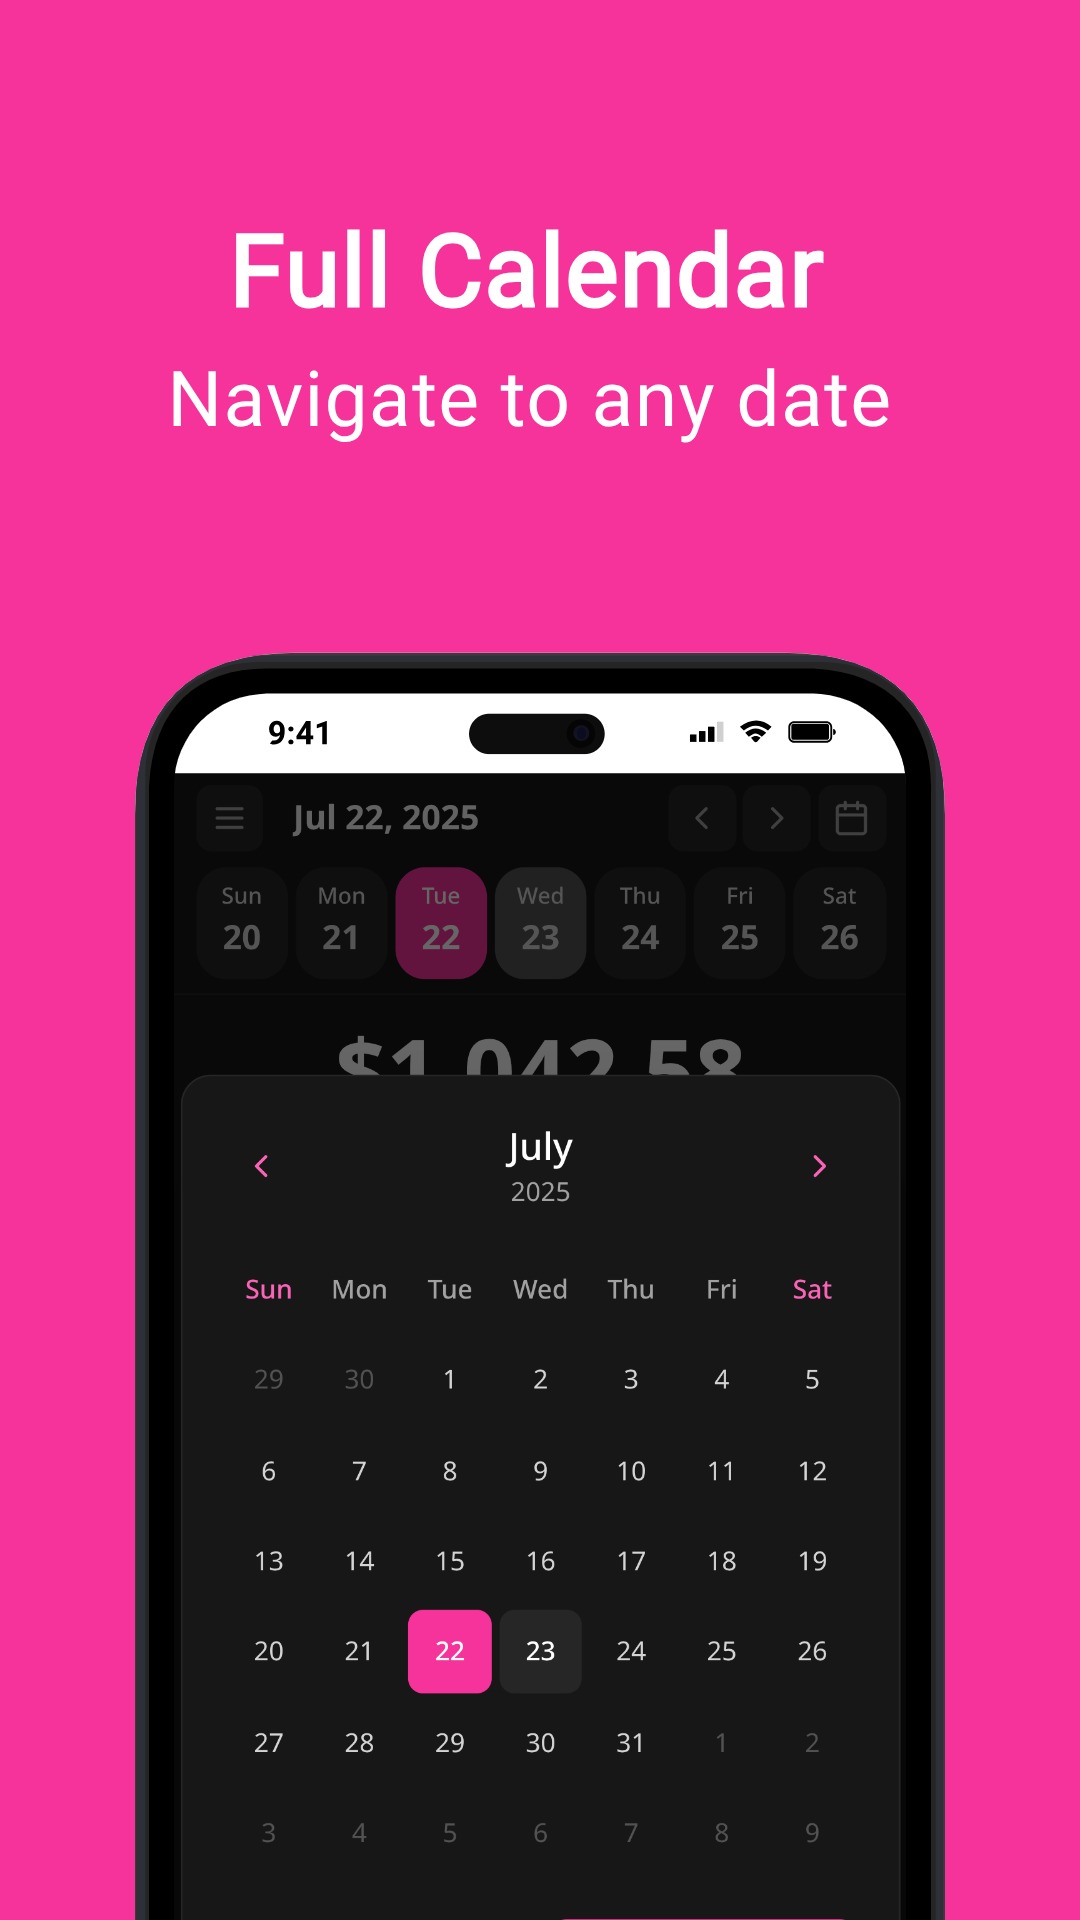 Full Calendar
Navigate to any date
9:41
Jul 22, 2025
Sun Mon Tue Wed Thu Fri Sat
20 21 22 23 24 25 26
$1,042.58
July
2025
Sun Mon Tue Wed Thu Fri Sat
29 30 1 2 3 4 5
6 7 8 9 10 11 12
13 14 15 16 17 18 19
20 21 22 23 24 25 26
27 28 29 30 31 1 2
3 4 5 6 7 8 9